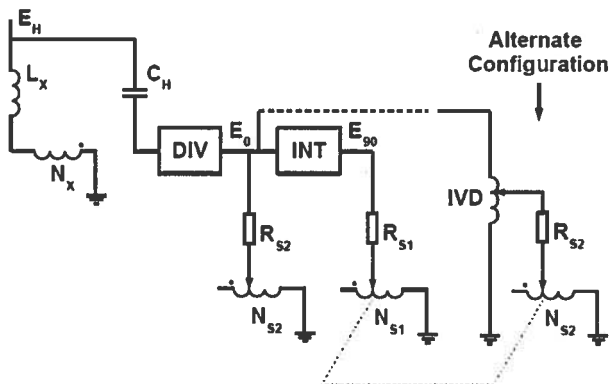 E_H
Alternate
Configuration
L_X
C_H
DIV
E_0
INT
E_90
N_X
IVD
R_S2
R_S1
R_S2
N_S2
N_S1
N_S2